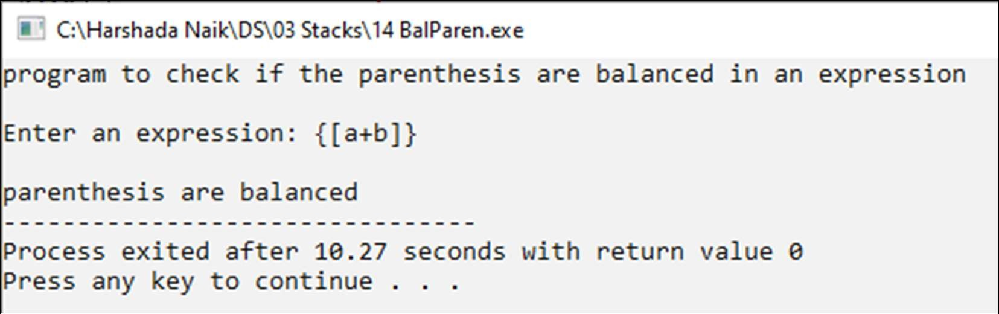 C:\Harshada Naik\DS\03 Stacks\14 BalParen.exe
program to check if the parenthesis are balanced in an expression
Enter an expression: {[a+b]}
parenthesis are balanced
--------------------------------
Process exited after 10.27 seconds with return value 0
Press any key to continue . . .